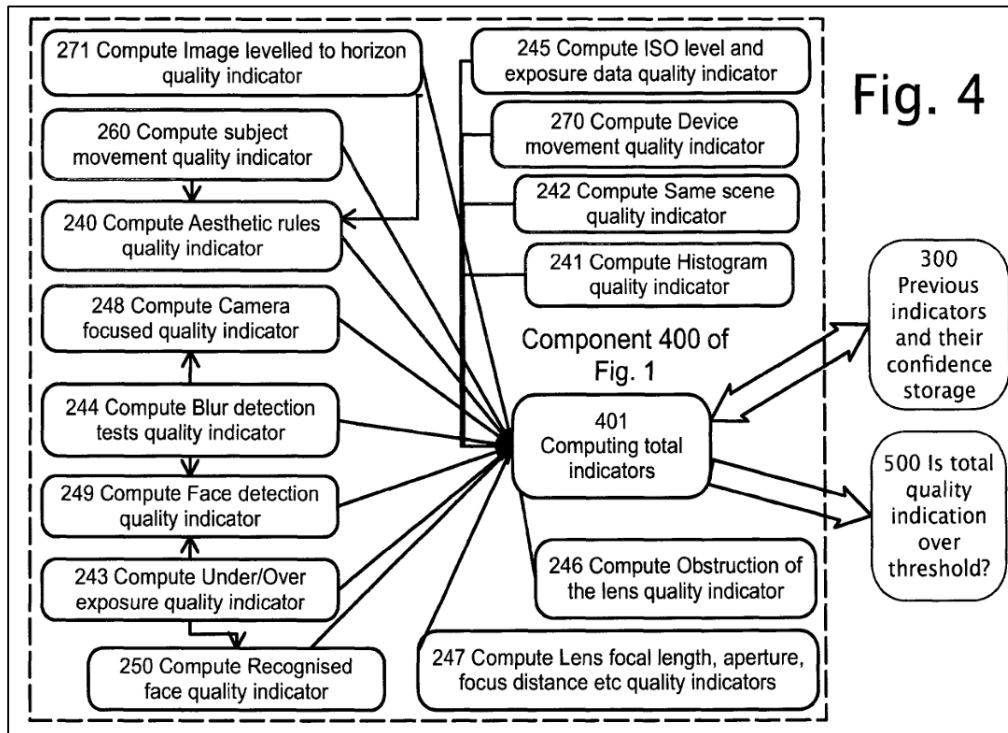 271 Compute Image levelled to horizon
quality indicator
260 Compute subject
movement quality indicator
240 Compute Aesthetic rules
quality indicator
248 Compute Camera
focused quality indicator
244 Compute Blur detection
tests quality indicator
249 Compute Face detection
quality indicator
243 Compute Under/Over
exposure quality indicator
250 Compute Recognised
face quality indicator
245 Compute ISO level and
exposure data quality indicator
270 Compute Device
movement quality indicator
242 Compute Same scene
quality indicator
241 Compute Histogram
quality indicator
Component 400 of
Fig. 1
401
Computing total
indicators
246 Compute Obstruction of
the lens quality indicator
247 Compute Lens focal length, aperture,
focus distance etc quality indicators
Fig. 4
300
Previous
indicators
and their
confidence
storage
500 Is total
quality
indication
over
threshold?